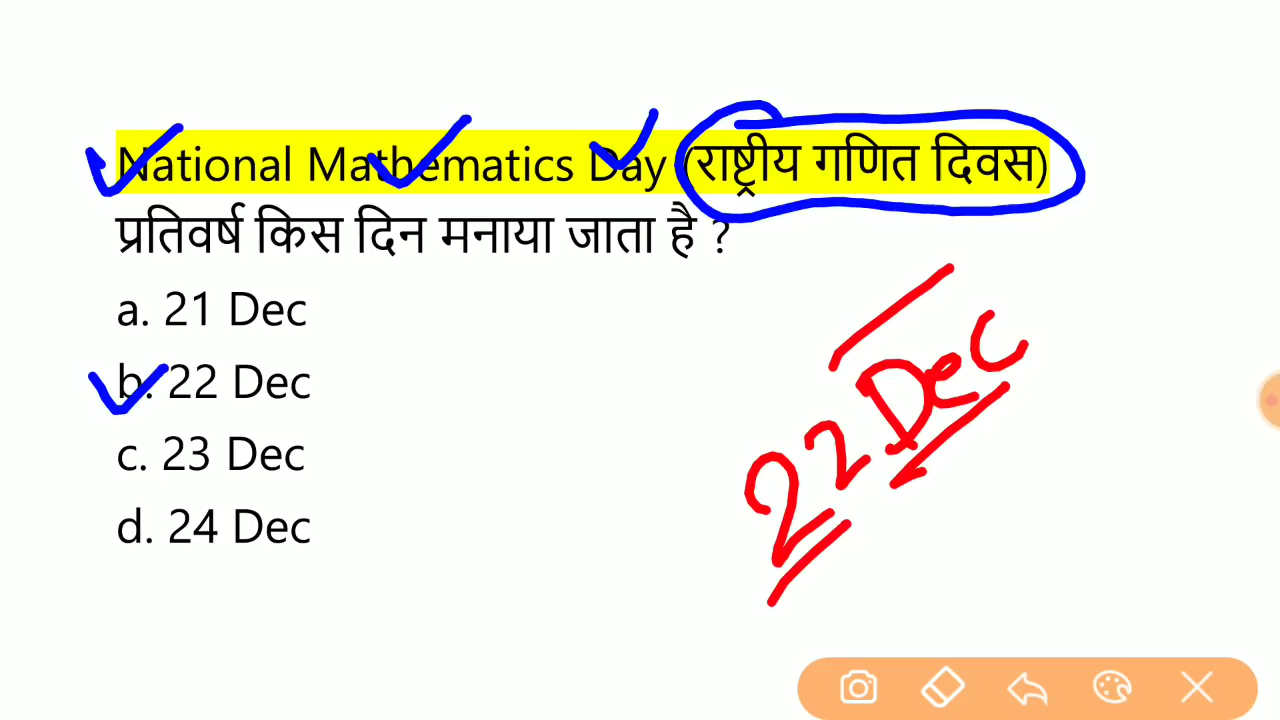 National Mathematics Day (राष्ट्रीय गणित दिवस)
प्रतिवर्ष किस दिन मनाया जाता है ?
a. 21 Dec
b. 22 Dec
c. 23 Dec
d. 24 Dec
22 Dec